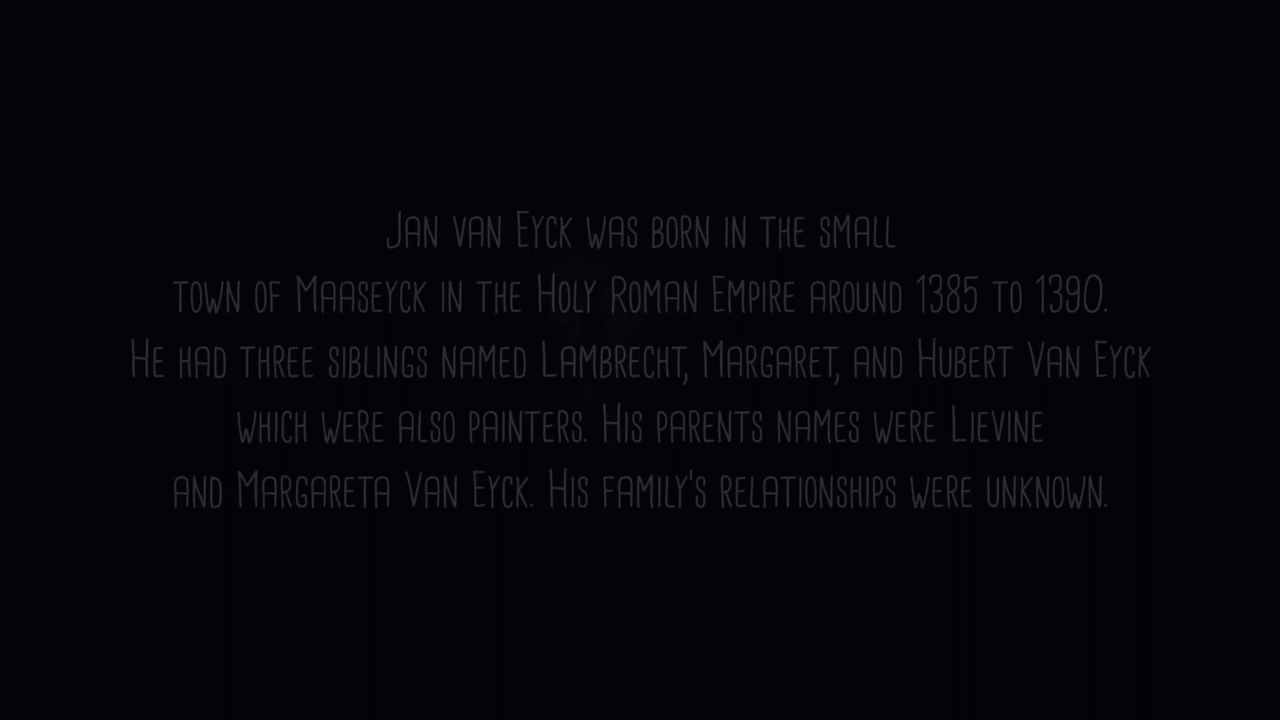 Jan van Eyck was born in the small
town of Maaseyck in the Holy Roman Empire around 1385 to 1390.
He had three siblings named Lambrecht, Margaret, and Hubert Van Eyck
which were also painters. His parents names were Lievine
and Margareta Van Eyck. His family's relationships were unknown.